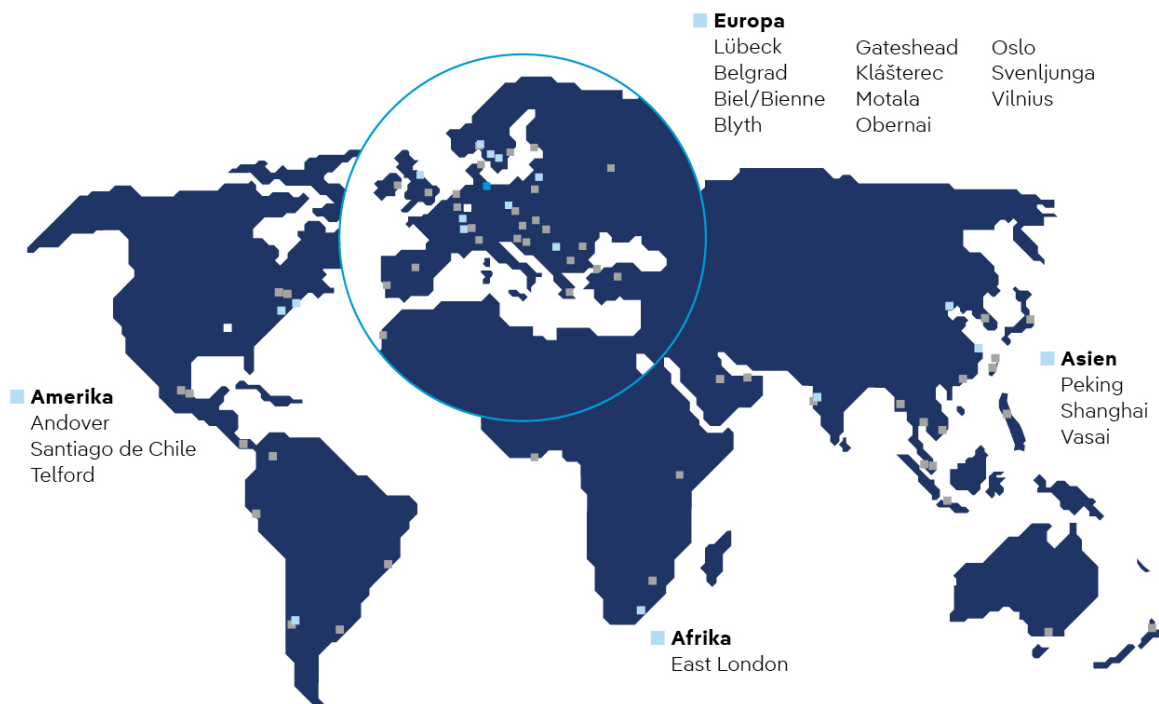 Europa
Lübeck
Belgrad
Biel/Bienne
Blyth
Gateshead
Klášterec
Motala
Obernai
Oslo
Svenljunga
Vilnius
Amerika
Andover
Santiago de Chile
Telford
Asien
Peking
Shanghai
Vasai
Afrika
East London